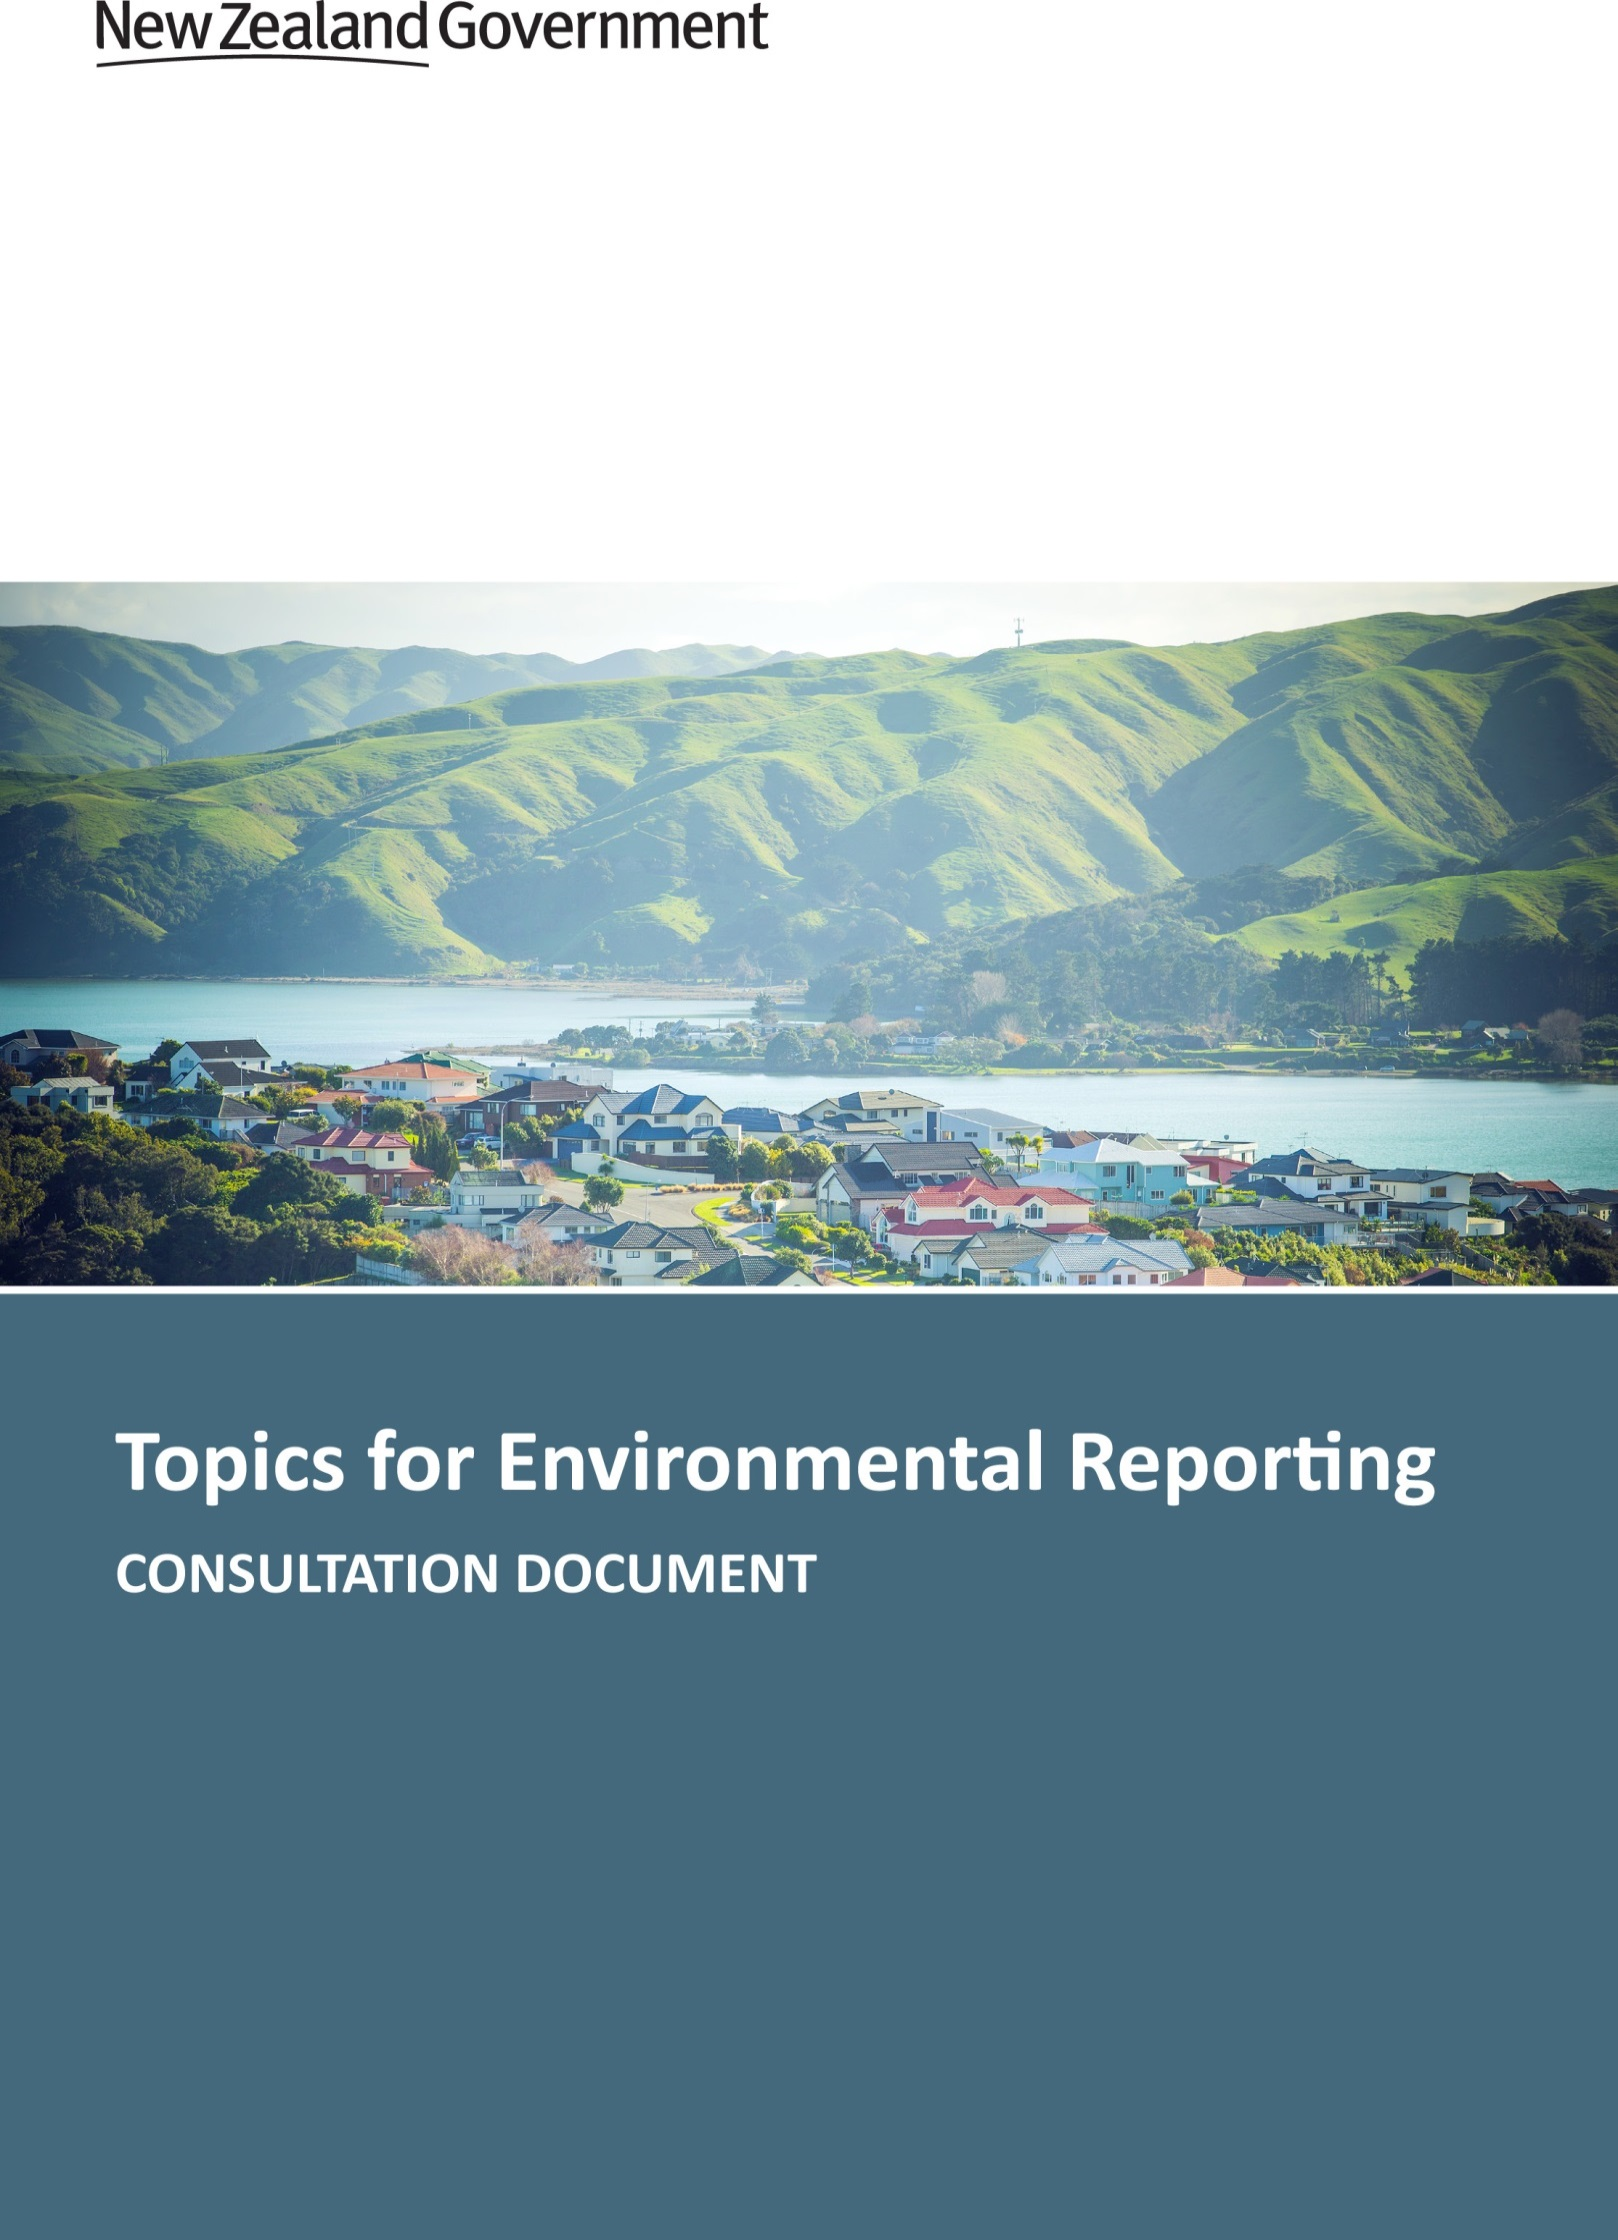 New Zealand Government
Topics for Environmental Reporting
CONSULTATION DOCUMENT